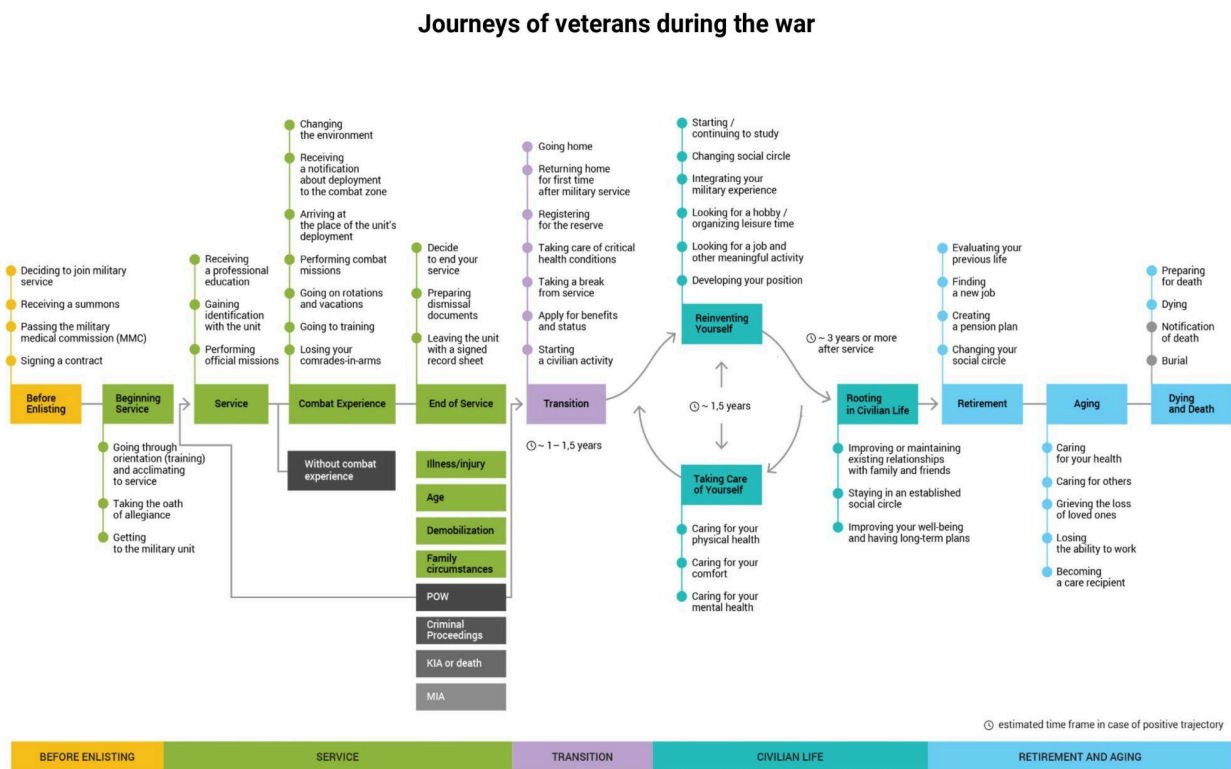 Journeys of veterans during the war
Deciding to join military
service
Receiving a summons
Passing the military
medical commission (MMC)
Signing a contract
Before
Enlisting
Beginning
Service
Going through
orientation (training)
and acclimating
to service
Taking the oath
of allegiance
Getting
to the military unit
Receiving
a professional
education
Gaining
identification
with the unit
Performing
official missions
Service
Changing
the environment
Receiving
a notification
about deployment
to the combat zone
Arriving at
the place of the unit's
deployment
Performing combat
missions
Going on rotations
and vacations
Going to training
Losing your
comrades-in-arms
Combat Experience
Without combat
experience
Decide
to end your
service
Preparing
dismissal
documents
Leaving the unit
with a signed
record sheet
End of Service
Illness/injury
Age
Demobilization
Family
circumstances
POW
Criminal
Proceedings
KIA or death
MIA
Going home
Returning home
for first time
after military service
Registering
for the reserve
Taking care of critical
health conditions
Taking a break
from service
Apply for benefits
and status
Starting
a civilian activity
Transition
~ 1 – 1,5 years
Starting /
continuing to study
Changing social circle
Integrating your
military experience
Looking for a hobby /
organizing leisure time
Looking for a job and
other meaningful activity
Developing your position
Reinventing
Yourself
~ 1,5 years
Taking Care
of Yourself
Caring for your
physical health
Caring for your
comfort
Caring for your
mental health
~ 3 years or more
after service
Rooting
in Civilian Life
Improving or maintaining
existing relationships
with family and friends
Staying in an established
social circle
Improving your well-being
and having long-term plans
Evaluating your
previous life
Finding
a new job
Creating
a pension plan
Changing your
social circle
Retirement
Aging
Caring
for your health
Caring for others
Grieving the loss
of loved ones
Losing
the ability to work
Becoming
a care recipient
Preparing
for death
Dying
Notification
of death
Burial
Dying
and Death
estimated time frame in case of positive trajectory
BEFORE ENLISTING
SERVICE
TRANSITION
CIVILIAN LIFE
RETIREMENT AND AGING